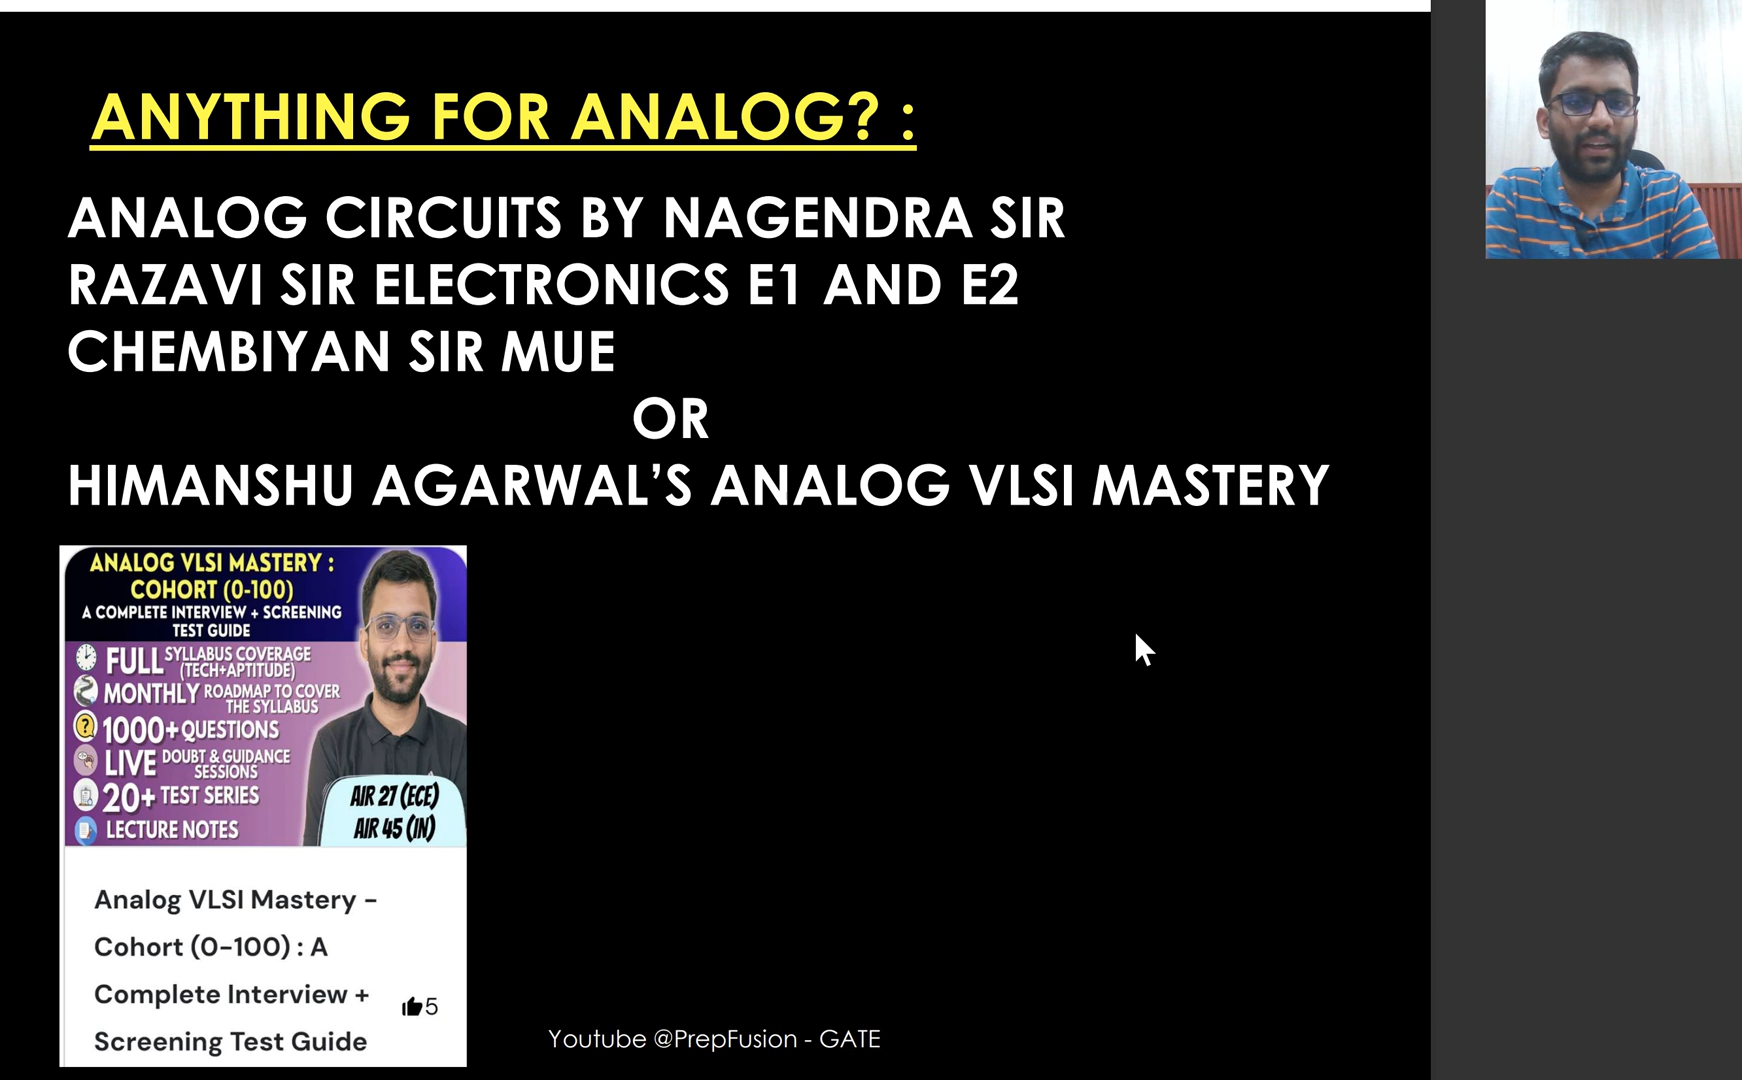 ANYTHING FOR ANALOG? :
ANALOG CIRCUITS BY NAGENDRA SIR
RAZAVI SIR ELECTRONICS E1 AND E2
CHEMBIYAN SIR MUE
OR
HIMANSHU AGARWAL’S ANALOG VLSI MASTERY
ANALOG VLSI MASTERY :
COHORT (0-100)
A COMPLETE INTERVIEW + SCREENING
TEST GUIDE
FULL SYLLABUS COVERAGE
(TECH+APTITUDE)
MONTHLY ROADMAP TO COVER
THE SYLLABUS
1000+ QUESTIONS
LIVE DOUBT & GUIDANCE
SESSIONS
20+ TEST SERIES
LECTURE NOTES
AIR 27 (ECE)
AIR 45 (IN)
Analog VLSI Mastery -
Cohort (0-100) : A
Complete Interview +
Screening Test Guide
5
Youtube @PrepFusion - GATE